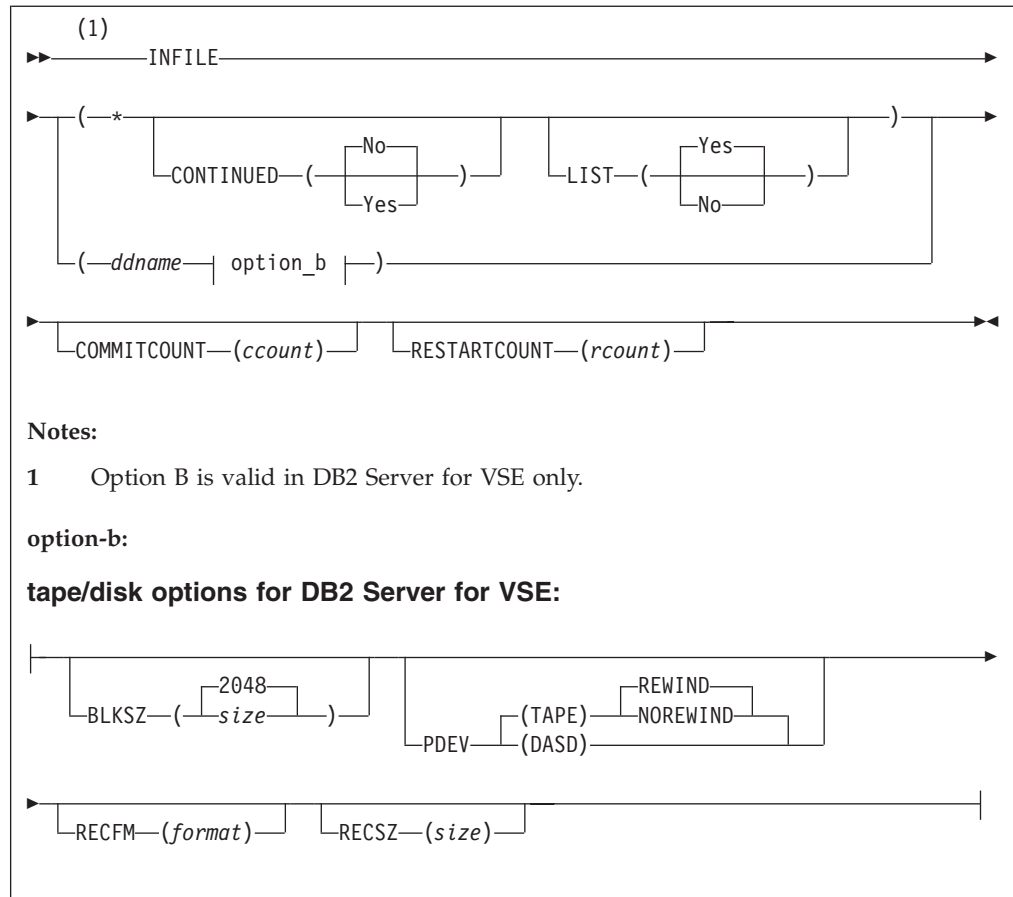 (1)
INFILE
( * )
No Yes
CONTINUED ( ) LIST ( )
Yes No
( ddname option_b )
COMMITCOUNT (ccount) RESTARTCOUNT (rcount)
Notes:
1 Option B is valid in DB2 Server for VSE only.
option-b:
tape/disk options for DB2 Server for VSE:
2048 REWIND
BLKSZ ( size ) (TAPE) NOREWIND
PDEV (DASD)
RECFM (format) RECSZ (size)